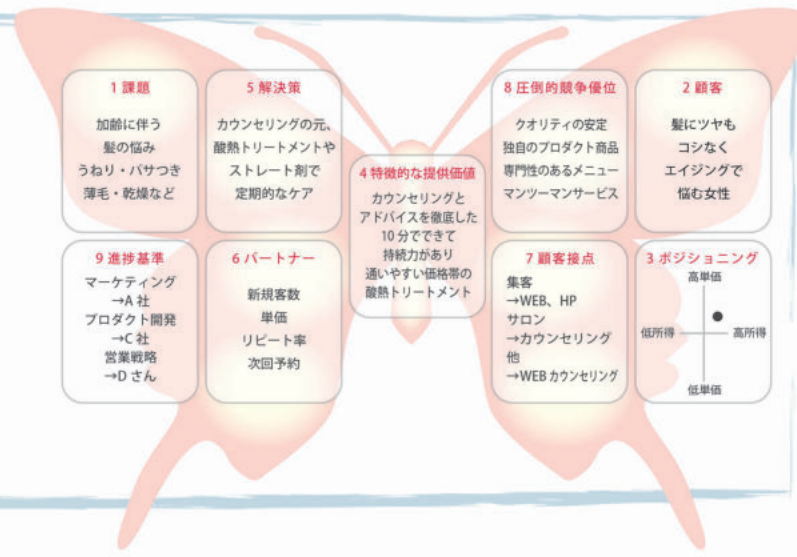 1 課題
加齢に伴う
髪の悩み
うねり・パサつき
薄毛・乾燥など
5 解決策
カウンセリングの元、
酸熱トリートメントや
ストレート剤で
定期的なケア
4 特徴的な提供価値
カウンセリングと
アドバイスを徹底した
10分でできて
持続力があり
通いやすい価格帯の
酸熱トリートメント
8 圧倒的競争優位
クオリティの安定
独自のプロダクト商品
専門性のあるメニュー
マンツーマンサービス
2 顧客
髪にツヤも
コシなく
エイジングで
悩む女性
9 進捗基準
マーケティング
→A 社
プロダクト開発
→C 社
営業戦略
→D さん
6 パートナー
新規客数
単価
リピート率
次回予約
7 顧客接点
集客
→WEB、HP
サロン
→カウンセリング
他
→WEB カウンセリング
3 ポジショニング
高単価
低所得
高所得
低単価